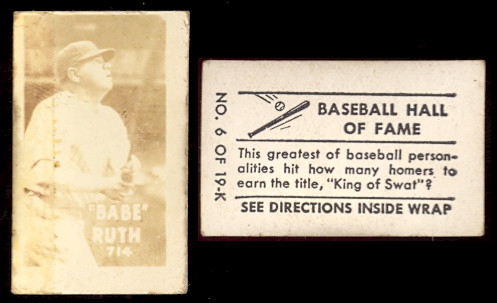 "BABE"
RUTH
714
NO. 6 OF 19-K
BASEBALL HALL
OF FAME
This greatest of baseball person-
alities hit how many homers to
earn the title, "King of Swat"?
SEE DIRECTIONS INSIDE WRAP